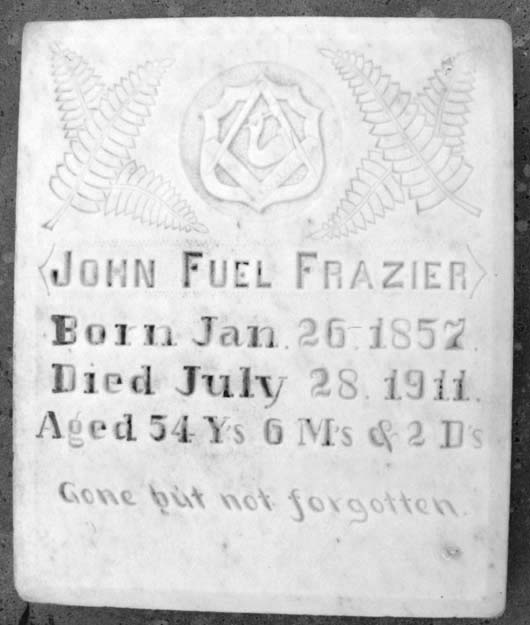 JOHN FUEL FRAZIER
Born Jan. 26. 1857.
Died July 28. 1911.
Aged 54 Y's 6 M's & 2 D's
Gone but not forgotten.